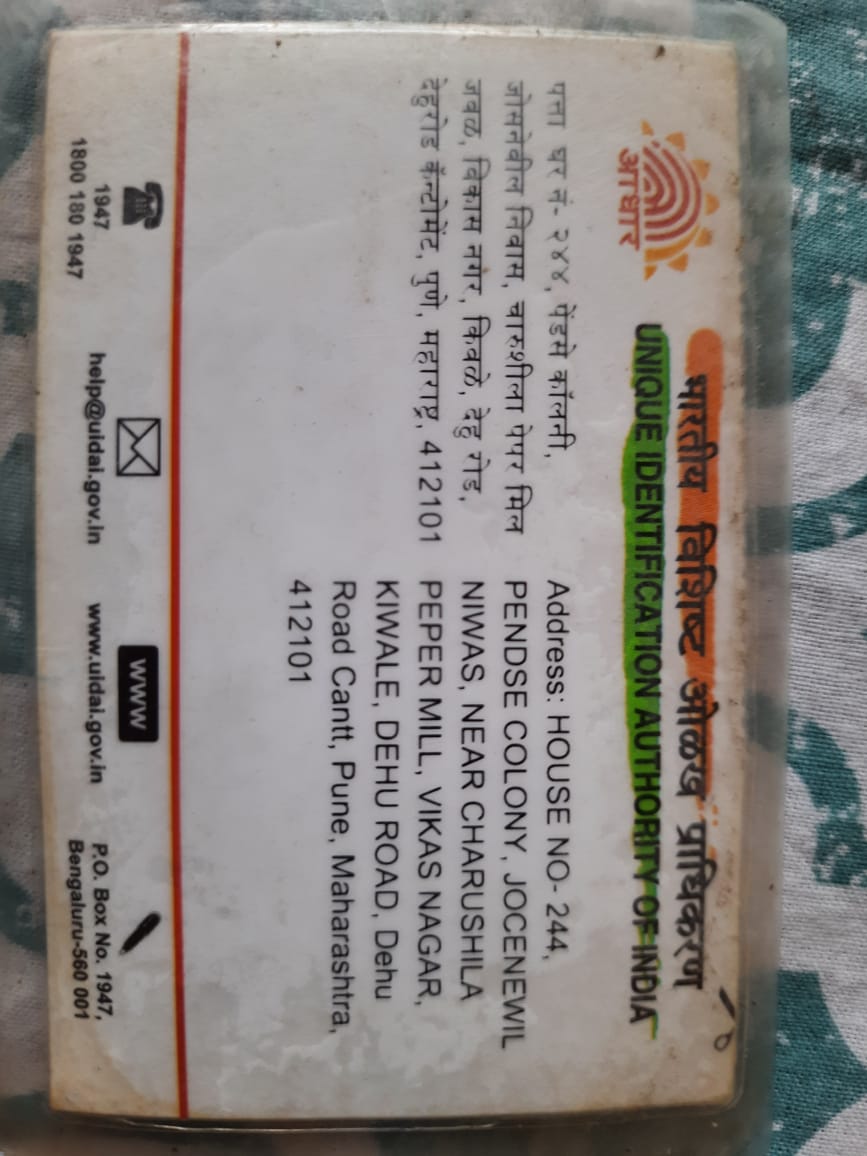 आधार
भारतीय विशिष्ट ओळख प्राधिकरण
UNIQUE IDENTIFICATION AUTHORITY OF INDIA
पत्ता घर नं- २४४, पेंडसे कॉलनी,
जोसनेवील निवास, चारुशीला पेपर मिल
जवळ, विकास नगर, किवळे, देहु रोड,
देहुरोड कॅन्टोमेंट, पुणे, महाराष्ट्र, 412101
Address: HOUSE NO- 244,
PENDSE COLONY, JOCENEWIL
NIWAS, NEAR CHARUSHILA
PEPER MILL, VIKAS NAGAR,
KIWALE, DEHU ROAD, Dehu
Road Cantt, Pune, Maharashtra,
412101
1947
1800 180 1947
help@uidai.gov.in
www
www.uidai.gov.in
P.O. Box No. 1947,
Bengaluru-560 001